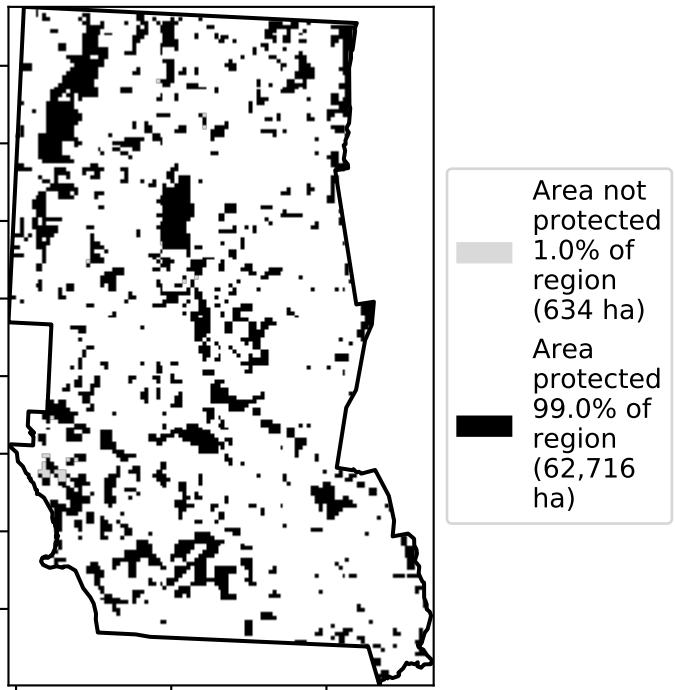 Area not
protected
1.0% of
region
(634 ha)
Area
protected
99.0% of
region
(62,716
ha)